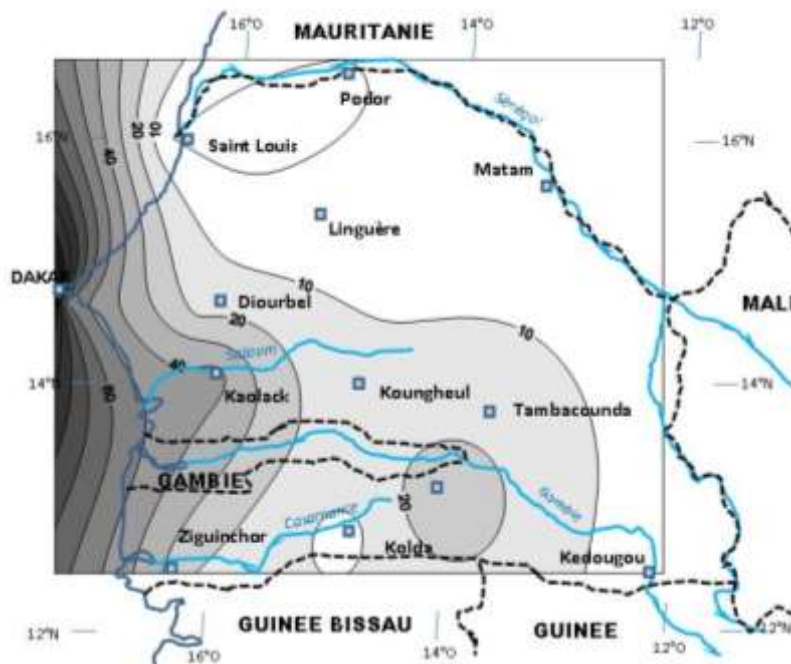 16°O
14°O
12°O
MAURITANIE
Podor
Sénégal
20
10
16°N
Saint Louis
40
Matam
16°N
Linguère
DAKAR
10
Diourbel
20
10
MALI
Saloum
40
14°N
Kaolack
Koungheul
14°N
80
Tambacounda
GAMBIE
20
Gambie
Casamance
Ziguinchor
Kolda
Kedougou
12°N
GUINEE BISSAU
GUINEE
12°N
16°O
14°O
12°O